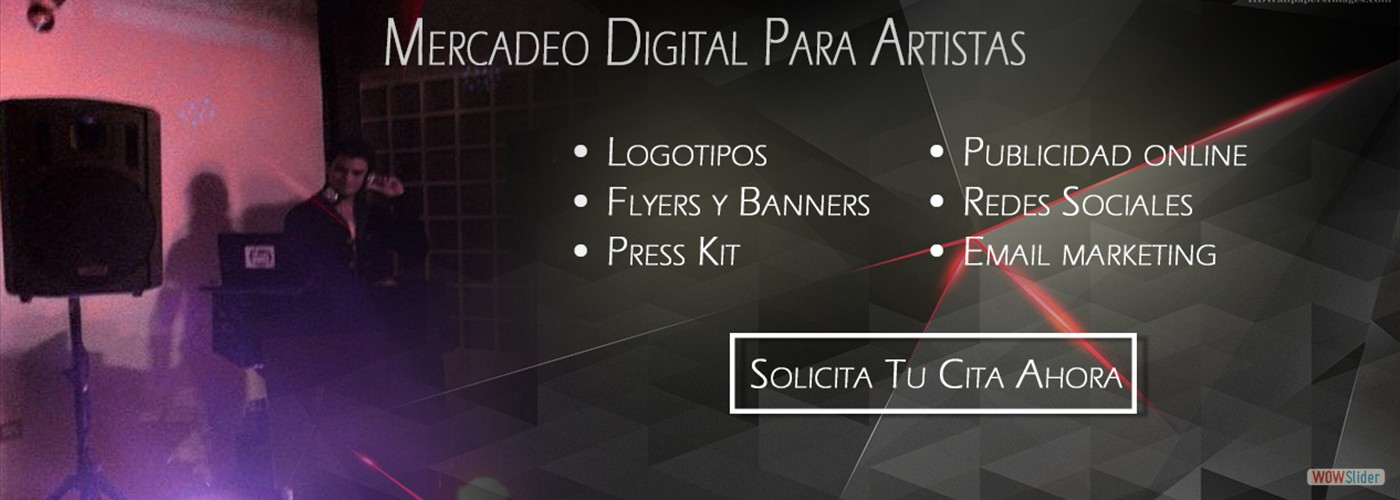 Mercadeo Digital Para Artistas
• Logotipos
• Flyers y Banners
• Press Kit
• Publicidad online
• Redes Sociales
• Email marketing
Solicita Tu Cita Ahora
WOWSlider